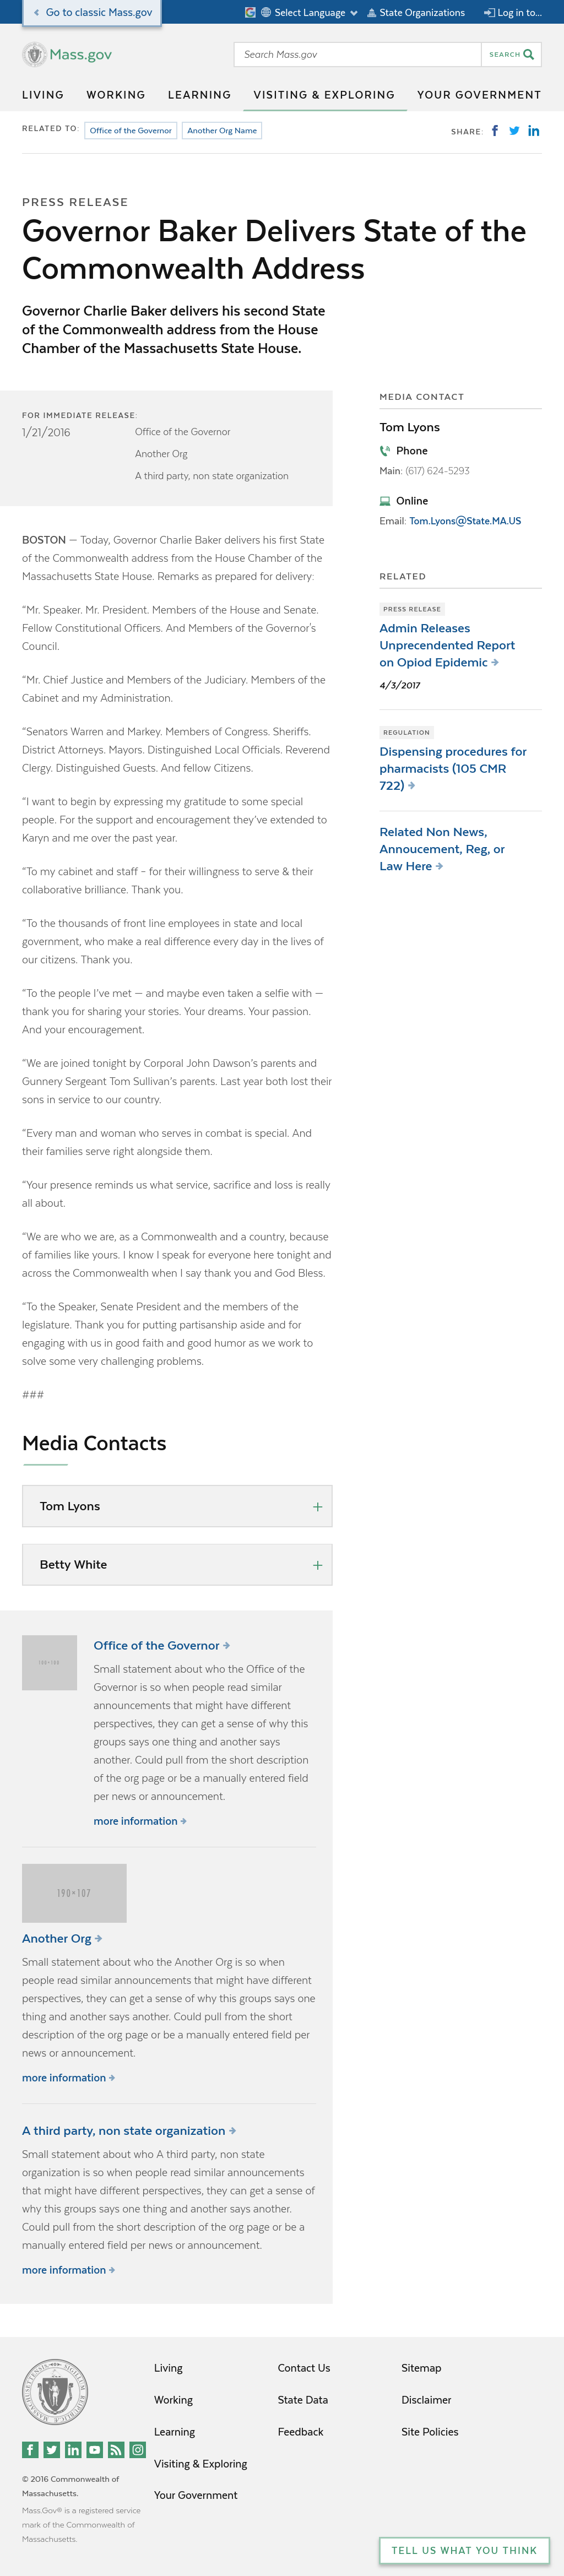 Go to classic Mass.gov
Select Language
State Organizations
Log in to...
Mass.gov
Search Mass.gov
SEARCH
LIVING
WORKING
LEARNING
VISITING & EXPLORING
YOUR GOVERNMENT
RELATED TO:
Office of the Governor
Another Org Name
SHARE:
PRESS RELEASE
Governor Baker Delivers State of the
Commonwealth Address
Governor Charlie Baker delivers his second State
of the Commonwealth address from the House
Chamber of the Massachusetts State House.
FOR IMMEDIATE RELEASE:
1/21/2016
Office of the Governor
Another Org
A third party, non state organization
BOSTON — Today, Governor Charlie Baker delivers his first State
of the Commonwealth address from the House Chamber of the
Massachusetts State House. Remarks as prepared for delivery:
"Mr. Speaker. Mr. President. Members of the House and Senate.
Fellow Constitutional Officers. And Members of the Governor's
Council.
"Mr. Chief Justice and Members of the Judiciary. Members of the
Cabinet and my Administration.
"Senators Warren and Markey. Members of Congress. Sheriffs.
District Attorneys. Mayors. Distinguished Local Officials. Reverend
Clergy. Distinguished Guests. And fellow Citizens.
"I want to begin by expressing my gratitude to some special
people. For the support and encouragement they've extended to
Karyn and me over the past year.
"To my cabinet and staff – for their willingness to serve & their
collaborative brilliance. Thank you.
"To the thousands of front line employees in state and local
government, who make a real difference every day in the lives of
our citizens. Thank you.
"To the people I've met — and maybe even taken a selfie with —
thank you for sharing your stories. Your dreams. Your passion.
And your encouragement.
"We are joined tonight by Corporal John Dawson's parents and
Gunnery Sergeant Tom Sullivan's parents. Last year both lost their
sons in service to our country.
"Every man and woman who serves in combat is special. And
their families serve right alongside them.
"Your presence reminds us what service, sacrifice and loss is really
all about.
"We are who we are, as a Commonwealth and a country, because
of families like yours. I know I speak for everyone here tonight and
across the Commonwealth when I say thank you and God Bless.
"To the Speaker, Senate President and the members of the
legislature. Thank you for putting partisanship aside and for
engaging with us in good faith and good humor as we work to
solve some very challenging problems.
###
MEDIA CONTACT
Tom Lyons
Phone
Main: (617) 624-5293
Online
Email: Tom.Lyons@State.MA.US
RELATED
PRESS RELEASE
Admin Releases
Unprecendented Report
on Opiod Epidemic
4/3/2017
REGULATION
Dispensing procedures for
pharmacists (105 CMR
722)
Related Non News,
Annoucement, Reg, or
Law Here
Media Contacts
Tom Lyons
Betty White
Office of the Governor
Small statement about who the Office of the
Governor is so when people read similar
announcements that might have different
perspectives, they can get a sense of why this
groups says one thing and another says
another. Could pull from the short description
of the org page or be a manually entered field
per news or announcement.
more information
190×107
Another Org
Small statement about who the Another Org is so when
people read similar announcements that might have different
perspectives, they can get a sense of why this groups says one
thing and another says another. Could pull from the short
description of the org page or be a manually entered field per
news or announcement.
more information
A third party, non state organization
Small statement about who A third party, non state
organization is so when people read similar announcements
that might have different perspectives, they can get a sense of
why this groups says one thing and another says another.
Could pull from the short description of the org page or be a
manually entered field per news or announcement.
more information
Living
Working
Learning
Visiting & Exploring
Your Government
Contact Us
State Data
Feedback
Sitemap
Disclaimer
Site Policies
© 2016 Commonwealth of
Massachusetts.
Mass.Gov® is a registered service
mark of the Commonwealth of
Massachusetts.
TELL US WHAT YOU THINK